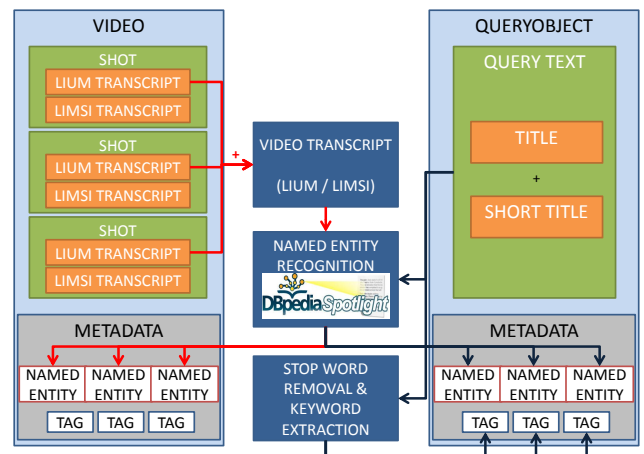 VIDEO
SHOT
LIUM TRANSCRIPT
LIMSI TRANSCRIPT
SHOT
LIUM TRANSCRIPT
LIMSI TRANSCRIPT
SHOT
LIUM TRANSCRIPT
LIMSI TRANSCRIPT
METADATA
NAMED ENTITY
NAMED ENTITY
NAMED ENTITY
TAG
TAG
TAG
+
VIDEO TRANSCRIPT
(LIUM / LIMSI)
NAMED ENTITY
RECOGNITION
DBpedia Spotlight
STOP WORD
REMOVAL &
KEYWORD
EXTRACTION
QUERYOBJECT
QUERY TEXT
TITLE
+
SHORT TITLE
METADATA
NAMED ENTITY
NAMED ENTITY
NAMED ENTITY
TAG
TAG
TAG